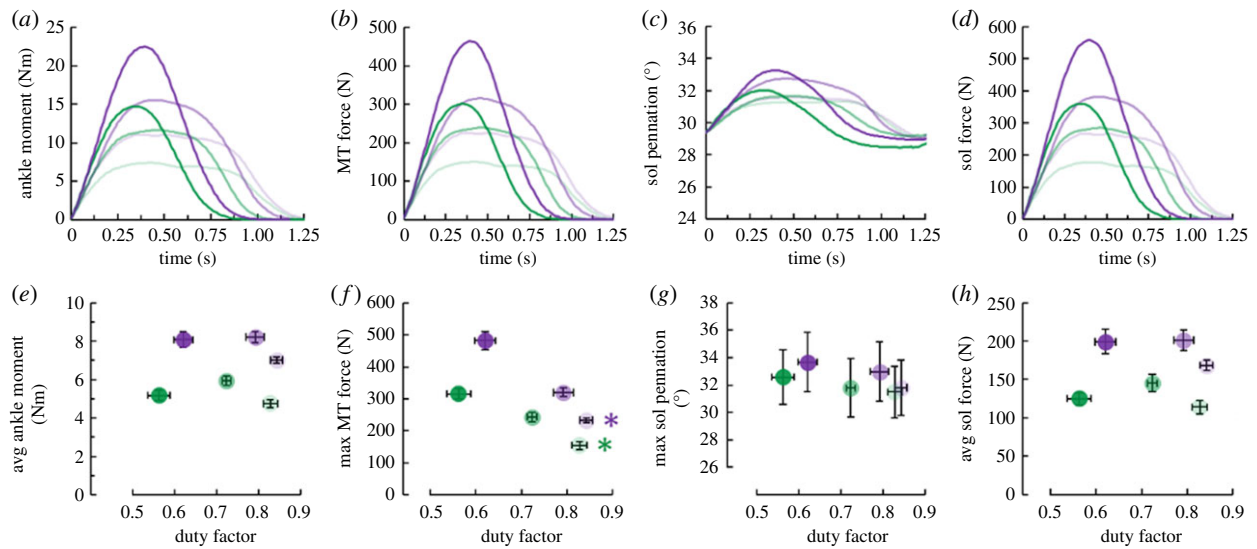 (a)
ankle moment (Nm)
25
20
15
10
5
0
0 0.25 0.50 0.75 1.00 1.25
time (s)
(b)
MT force (N)
500
400
300
200
100
0
0 0.25 0.50 0.75 1.00 1.25
time (s)
(c)
sol pennation (°)
36
34
32
30
28
26
24
0 0.25 0.50 0.75 1.00 1.25
time (s)
(d)
sol force (N)
600
500
400
300
200
100
0
0 0.25 0.50 0.75 1.00 1.25
time (s)
(e)
avg ankle moment
(Nm)
10
8
6
4
2
0
0.5 0.6 0.7 0.8 0.9
duty factor
(f)
max MT force (N)
600
500
400
300
200
100
0
*
*
0.5 0.6 0.7 0.8 0.9
duty factor
(g)
max sol pennation
(°)
38
36
34
32
30
28
26
0.5 0.6 0.7 0.8 0.9
duty factor
(h)
avg sol force (N)
250
200
150
100
50
0
0.5 0.6 0.7 0.8 0.9
duty factor